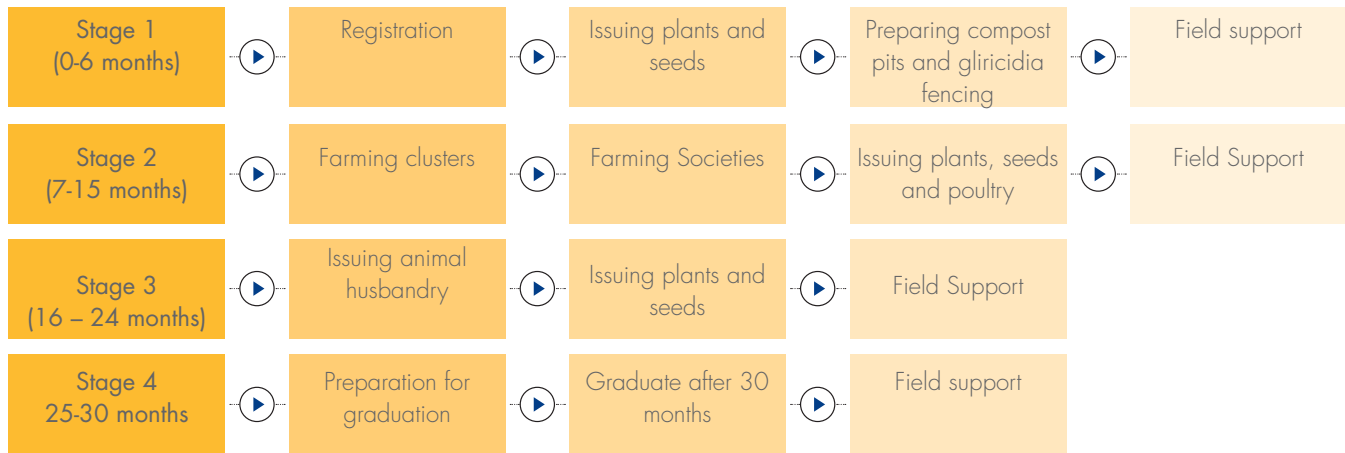 Stage 1
(0-6 months)
Registration
Issuing plants and
seeds
Preparing compost
pits and gliricidia
fencing
Field support
Stage 2
(7-15 months)
Farming clusters
Farming Societies
Issuing plants, seeds
and poultry
Field Support
Stage 3
(16 – 24 months)
Issuing animal
husbandry
Issuing plants and
seeds
Field Support
Stage 4
25-30 months
Preparation for
graduation
Graduate after 30
months
Field support